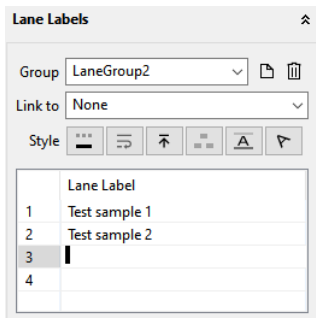 Lane Labels
Group LaneGroup2
Link to None
Style A A
Lane Label
1 Test sample 1
2 Test sample 2
3
4